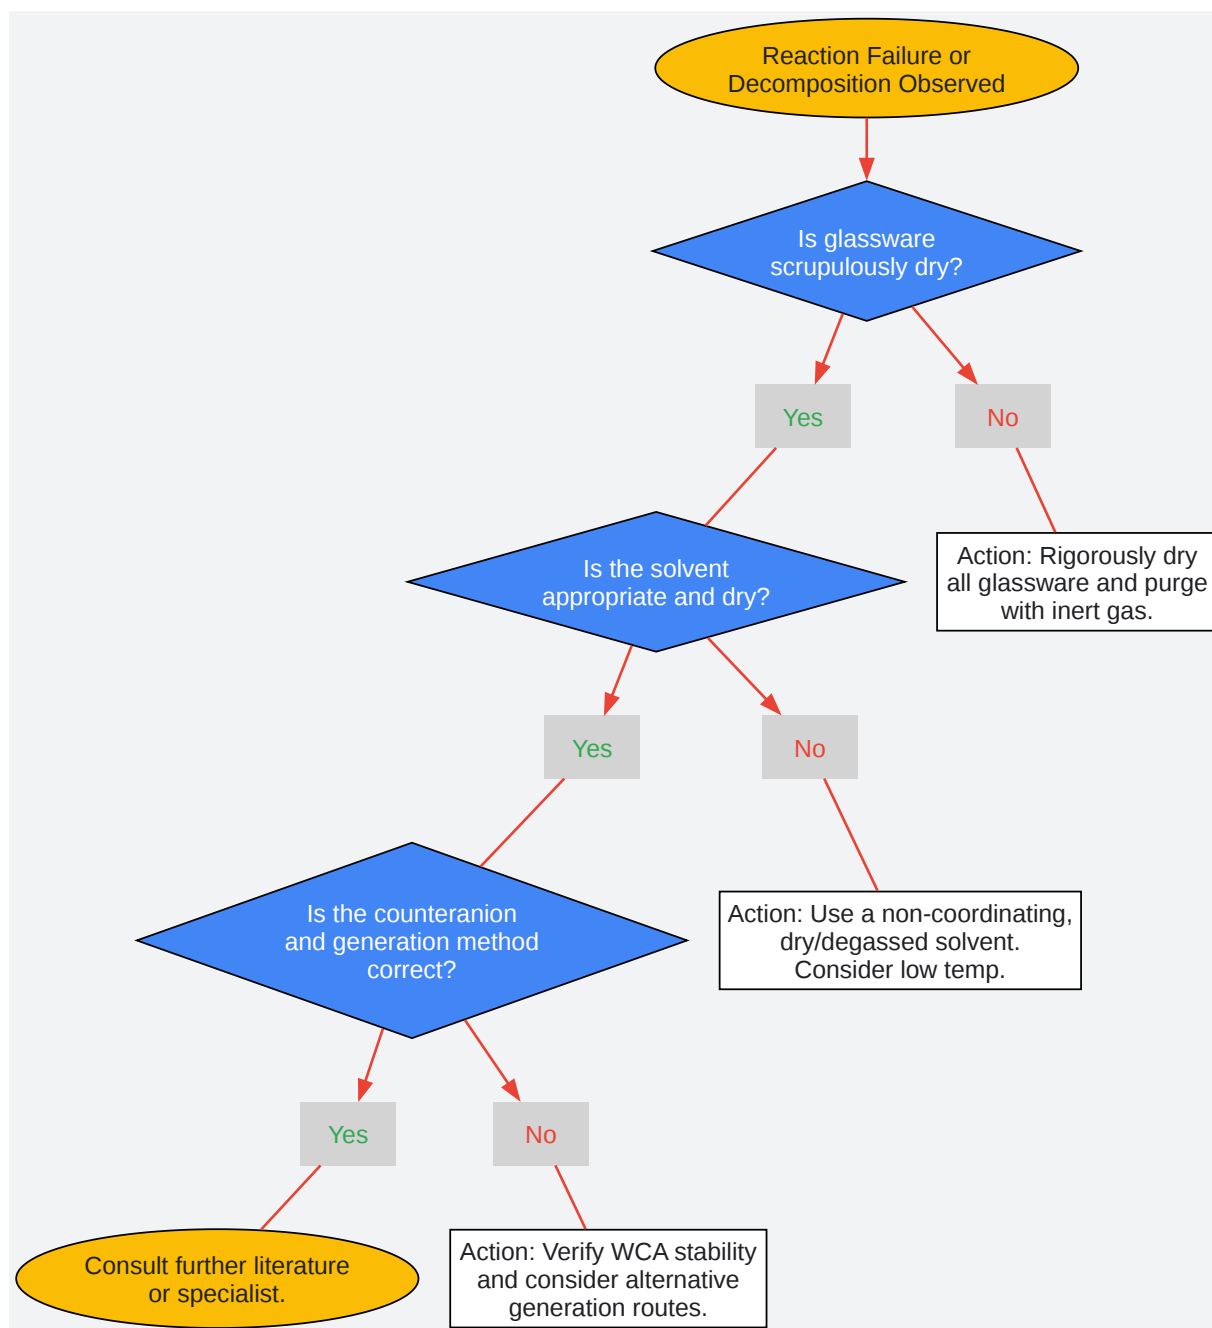 Reaction Failure or
Decomposition Observed
Is glassware
scrupulously dry?
Yes
No
Is the solvent
appropriate and dry?
Action: Rigorously dry
all glassware and purge
with inert gas.
Yes
No
Is the counteranion
and generation method
correct?
Action: Use a non-coordinating,
dry/degassed solvent.
Consider low temp.
Yes
No
Consult further literature
or specialist.
Action: Verify WCA stability
and consider alternative
generation routes.